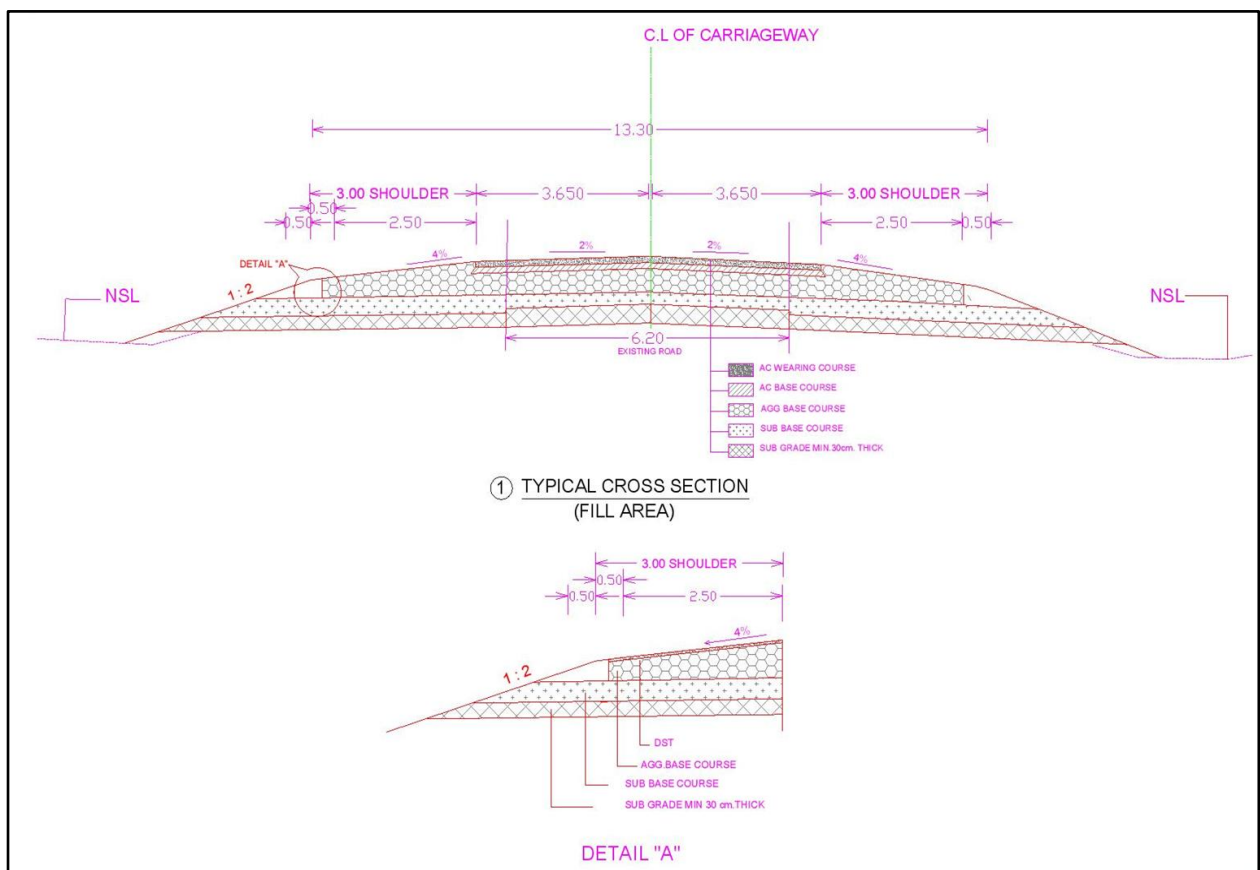 C.L OF CARRIAGEWAY
13.30
3.00 SHOULDER 3.650 3.650 3.00 SHOULDER
0.50
0.50 2.50 2.50 0.50
2% 2%
4% 4%
DETAIL "A"
1 : 2
NSL NSL
6.20
EXISTING ROAD
AC WEARING COURSE
AC BASE COURSE
AGG BASE COURSE
SUB BASE COURSE
SUB GRADE MIN.30cm. THICK
1 TYPICAL CROSS SECTION
(FILL AREA)
3.00 SHOULDER
0.50
0.50 2.50
4%
1 : 2
DST
AGG.BASE COURSE
SUB BASE COURSE
SUB GRADE MIN 30 cm.THICK
DETAIL "A"